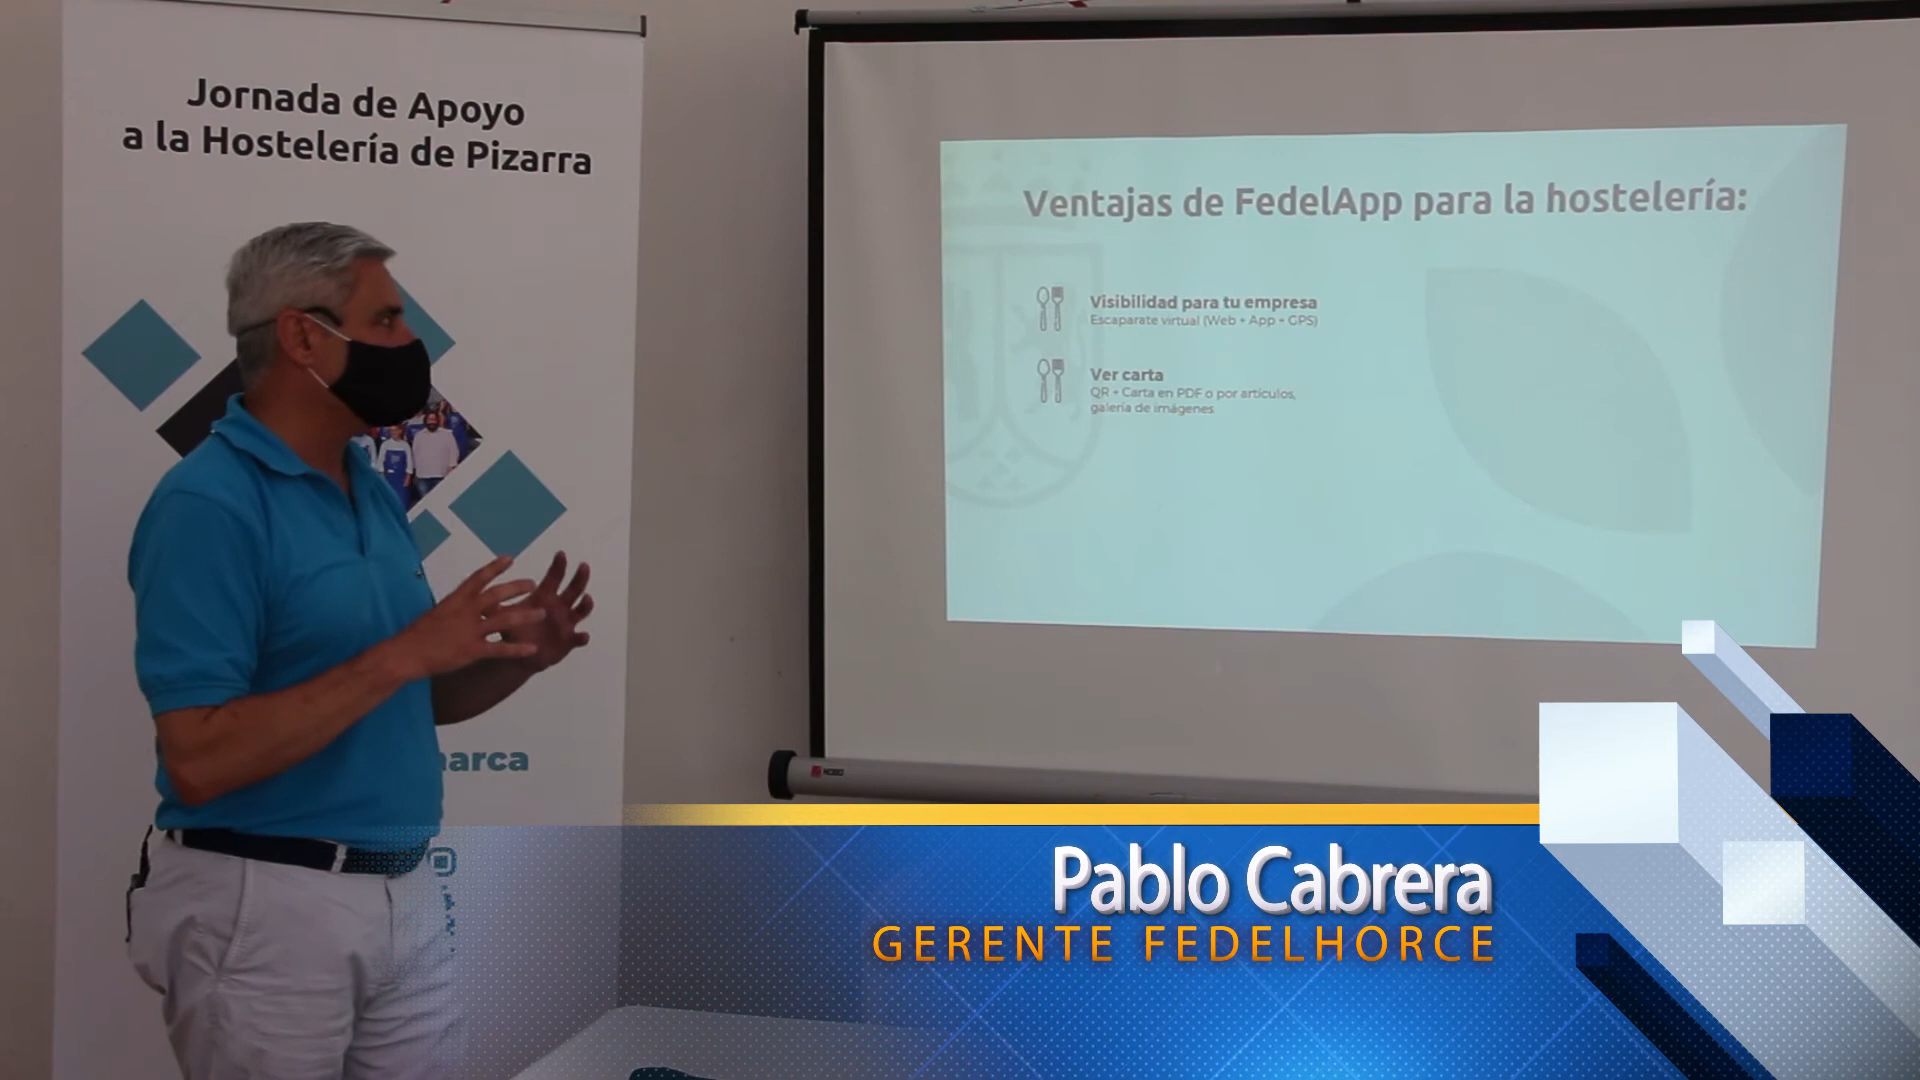 Jornada de Apoyo
a la Hostelería de Pizarra
Ventajas de FedelApp para la hostelería:
Visibilidad para tu empresa
Escaparate virtual (Web + App + GPS)
Ver carta
QR + Carta en PDF o por artículos,
galería de imágenes
NOBO
Pablo Cabrera
GERENTE FEDELHORCE